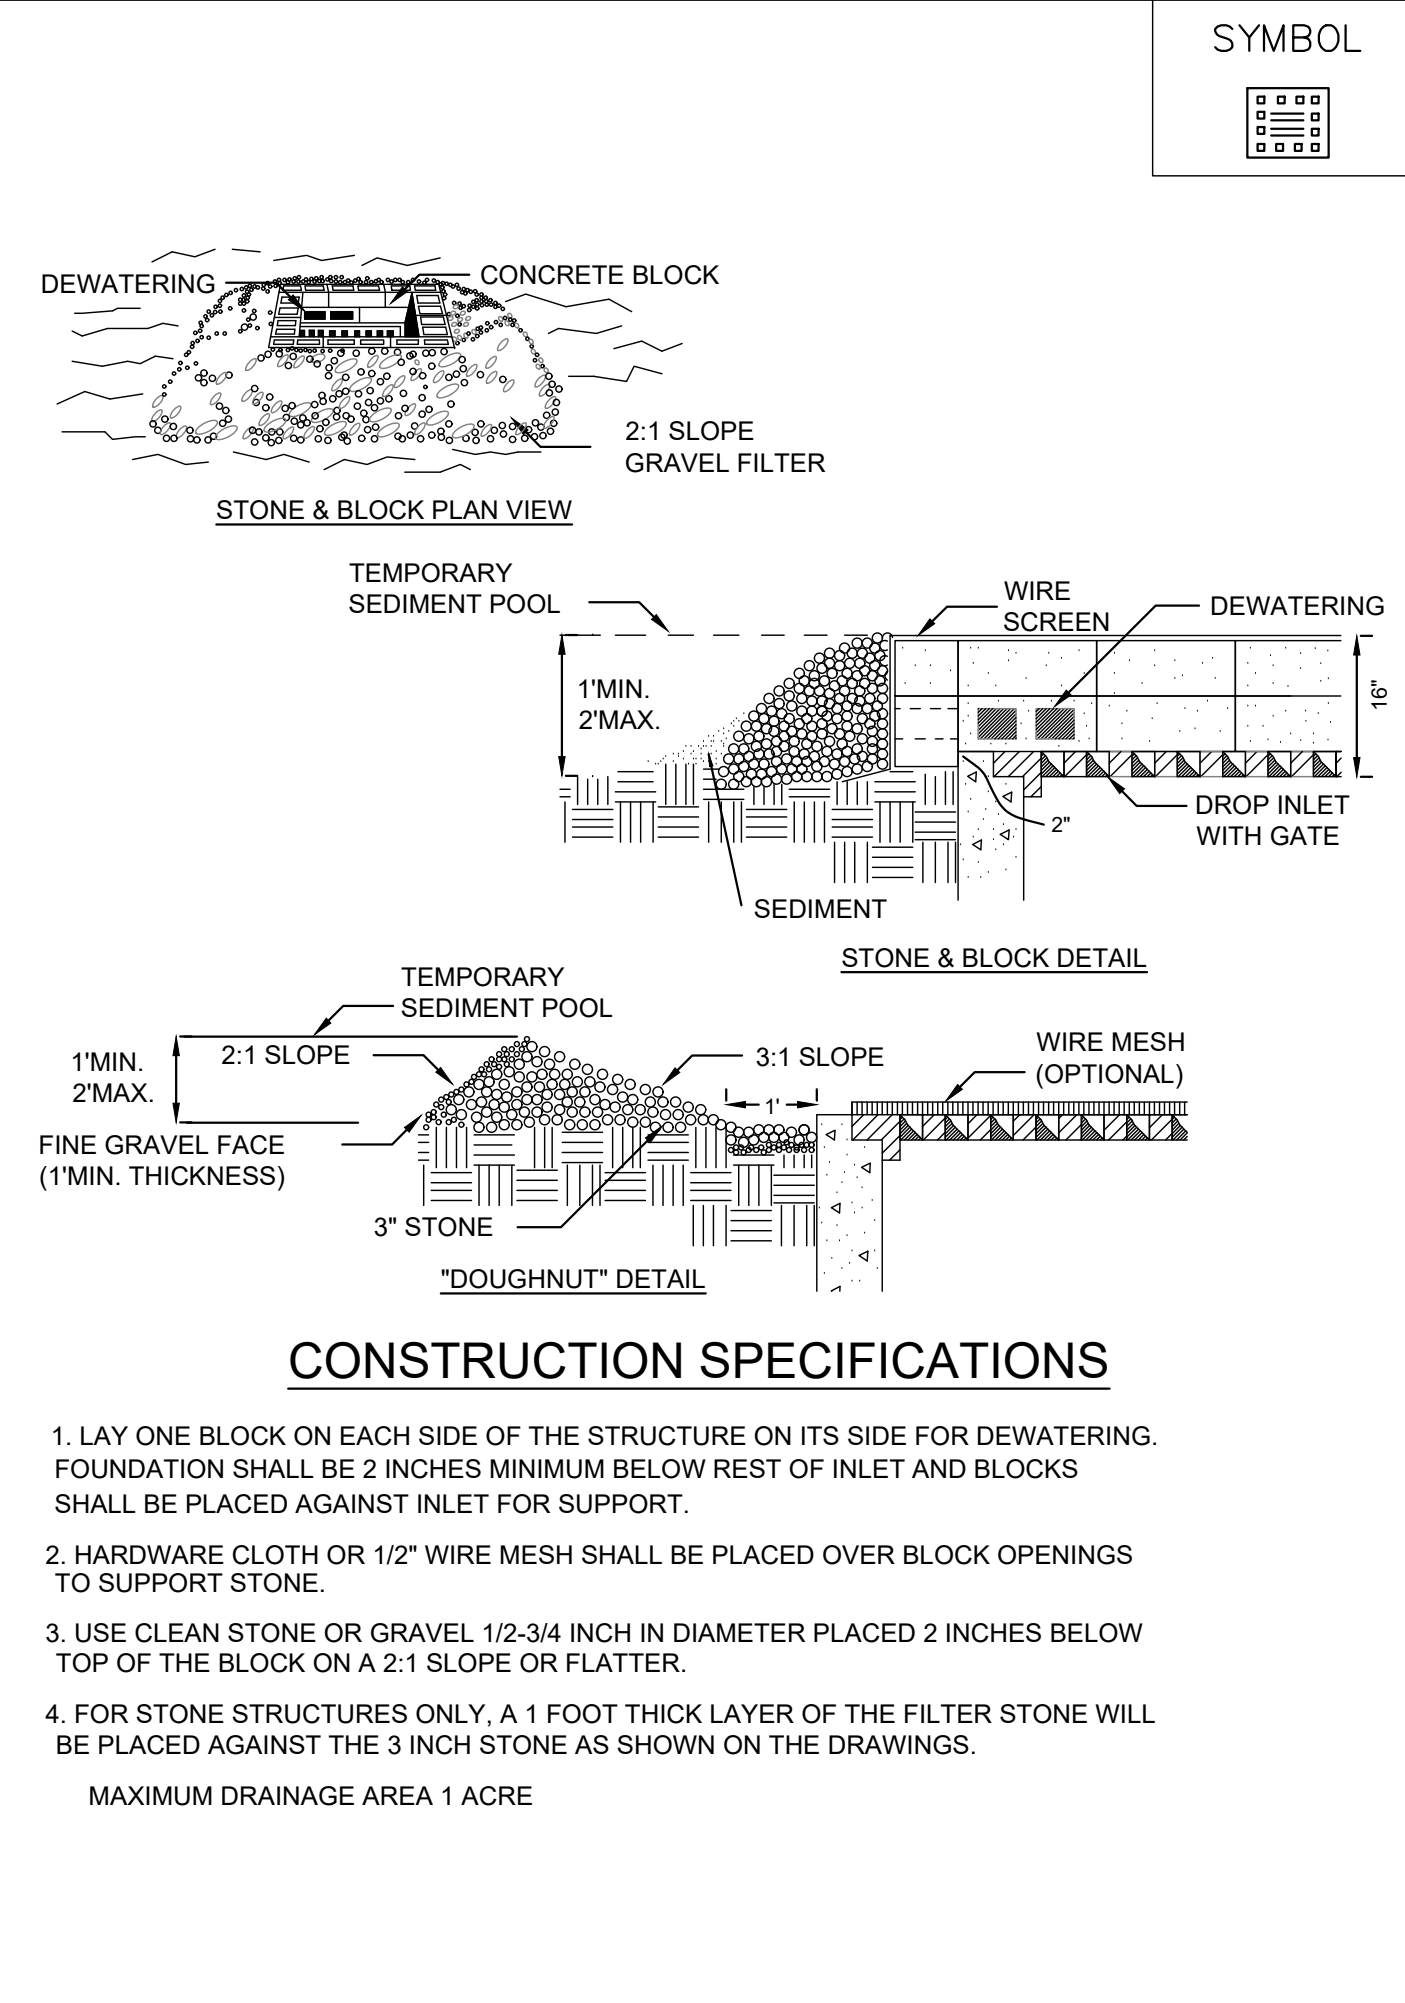 SYMBOL
DEWATERING
CONCRETE BLOCK
2:1 SLOPE
GRAVEL FILTER
STONE & BLOCK PLAN VIEW
TEMPORARY
SEDIMENT POOL
WIRE
SCREEN
DEWATERING
1'MIN.
2'MAX.
16"
DROP INLET
WITH GATE
2"
SEDIMENT
STONE & BLOCK DETAIL
TEMPORARY
SEDIMENT POOL
1'MIN.
2'MAX.
2:1 SLOPE
3:1 SLOPE
WIRE MESH
(OPTIONAL)
1'
FINE GRAVEL FACE
(1'MIN. THICKNESS)
3" STONE
"DOUGHNUT" DETAIL
CONSTRUCTION SPECIFICATIONS
1. LAY ONE BLOCK ON EACH SIDE OF THE STRUCTURE ON ITS SIDE FOR DEWATERING.
FOUNDATION SHALL BE 2 INCHES MINIMUM BELOW REST OF INLET AND BLOCKS
SHALL BE PLACED AGAINST INLET FOR SUPPORT.
2. HARDWARE CLOTH OR 1/2" WIRE MESH SHALL BE PLACED OVER BLOCK OPENINGS
TO SUPPORT STONE.
3. USE CLEAN STONE OR GRAVEL 1/2-3/4 INCH IN DIAMETER PLACED 2 INCHES BELOW
TOP OF THE BLOCK ON A 2:1 SLOPE OR FLATTER.
4. FOR STONE STRUCTURES ONLY, A 1 FOOT THICK LAYER OF THE FILTER STONE WILL
BE PLACED AGAINST THE 3 INCH STONE AS SHOWN ON THE DRAWINGS.
MAXIMUM DRAINAGE AREA 1 ACRE